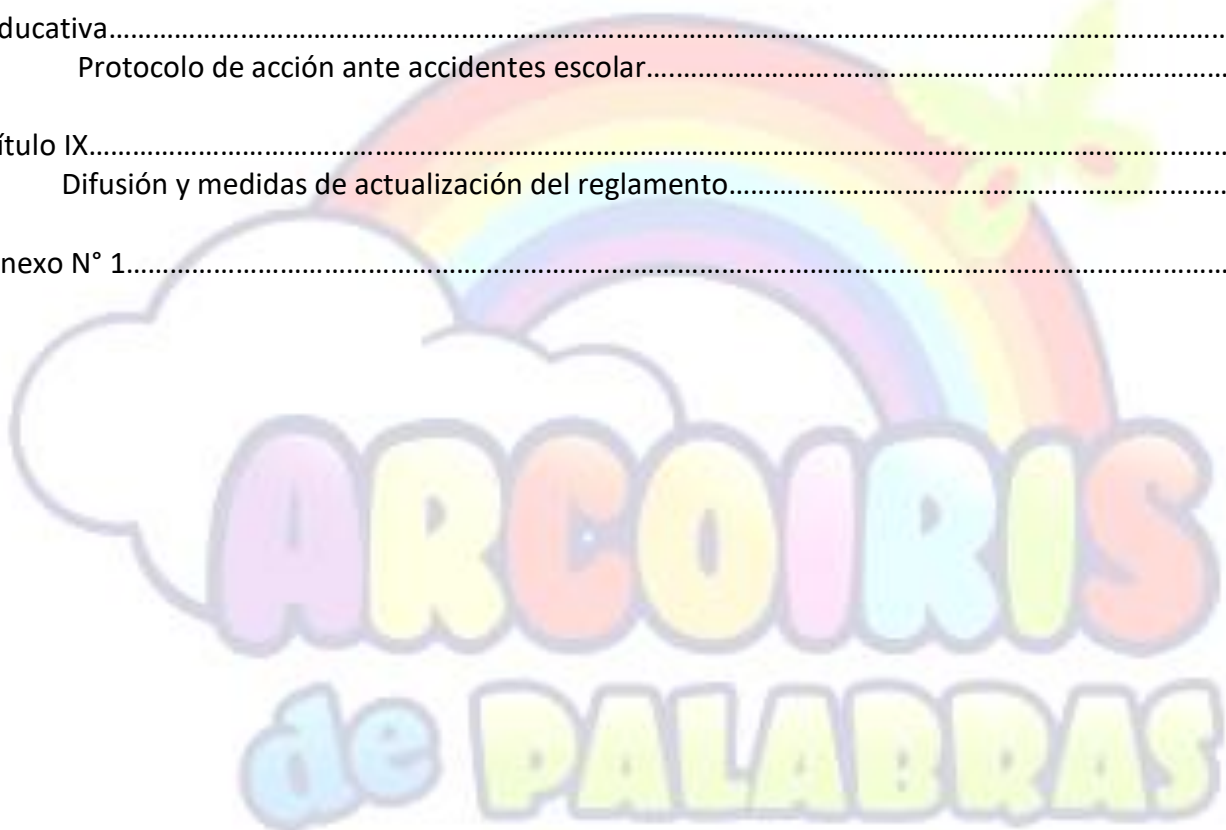 ducativa……………………………………………………………………………………………………
Protocolo de acción ante accidentes escolar……………………………………………………
ítulo IX……………………………………………………………………………………………………
Difusión y medidas de actualización del reglamento……………………………………………
nexo N° 1…………………………………………………………………………………………………
ARCOIRIS
de PALABRAS